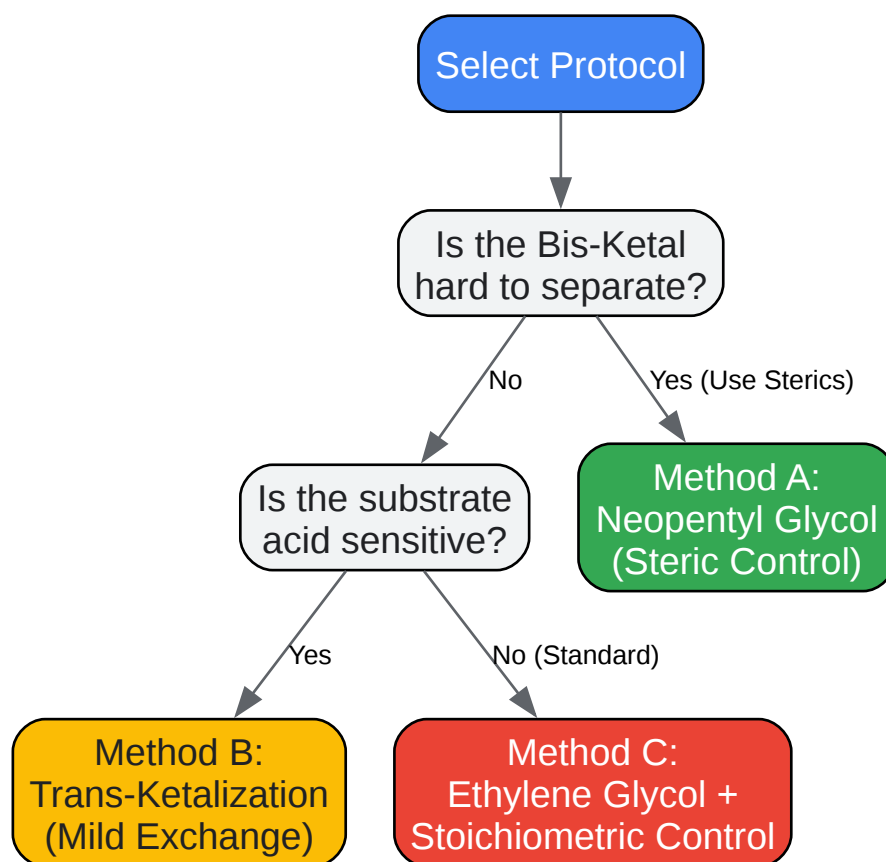 Select Protocol
Is the Bis-Ketal
hard to separate?
No
Yes (Use Sterics)
Is the substrate
acid sensitive?
Method A:
Neopentyl Glycol
(Steric Control)
Yes
No (Standard)
Method B:
Trans-Ketalization
(Mild Exchange)
Method C:
Ethylene Glycol +
Stoichiometric Control